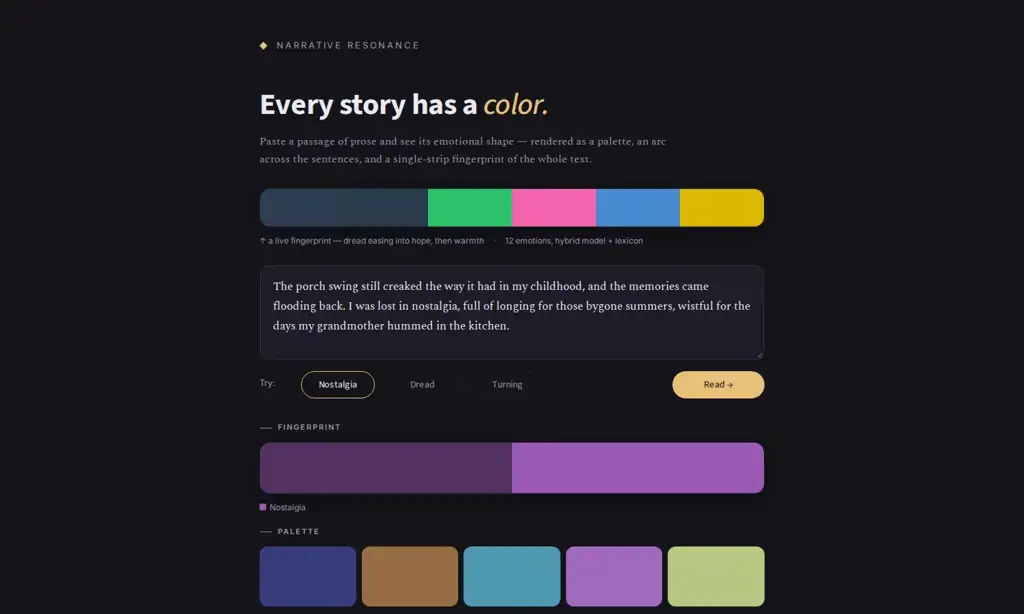 NARRATIVE RESONANCE
Every story has a color.
Paste a passage of prose and see its emotional shape — rendered as a palette, an arc
across the sentences, and a single-strip fingerprint of the whole text.
↑ a live fingerprint — dread easing into hope, then warmth · 12 emotions, hybrid model + lexicon
The porch swing still creaked the way it had in my childhood, and the memories came
flooding back. I was lost in nostalgia, full of longing for those bygone summers, wistful for the
days my grandmother hummed in the kitchen.
Try: Nostalgia Dread Turning Read →
FINGERPRINT
Nostalgia
PALETTE